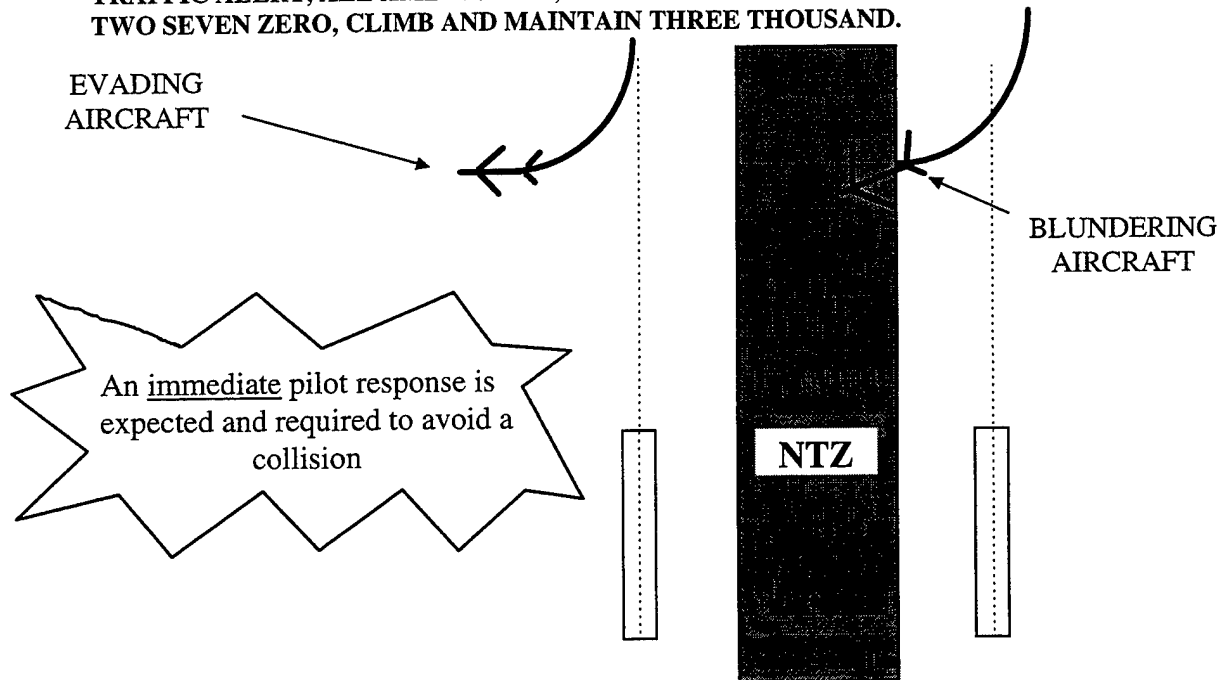 TWO SEVEN ZERO, CLIMB AND MAINTAIN THREE THOUSAND.
EVADING
AIRCRAFT
BLUNDERING
AIRCRAFT
An immediate pilot response is
expected and required to avoid a
collision
NTZ